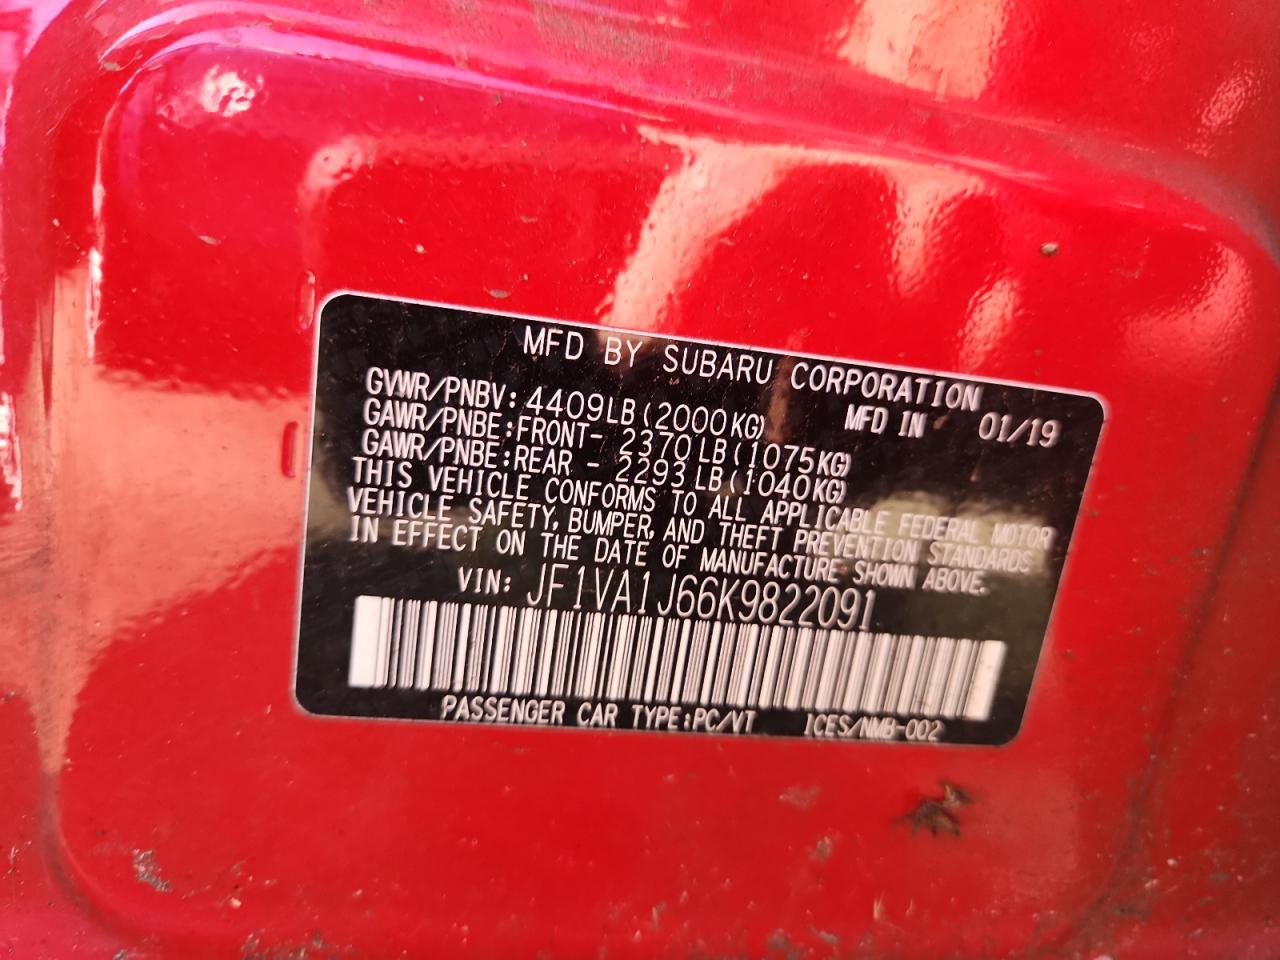 MFD BY SUBARU CORPORATION
GVWR/PNBV: 4409LB(2000KG) MFD IN 01/19
GAWR/PNBE:FRONT- 2370LB(1075KG)
GAWR/PNBE:REAR - 2293LB(1040KG)
THIS VEHICLE CONFORMS TO ALL APPLICABLE FEDERAL MOTOR
VEHICLE SAFETY, BUMPER, AND THEFT PREVENTION STANDARDS
IN EFFECT ON THE DATE OF MANUFACTURE SHOWN ABOVE.
VIN: JF1VA1J66K9822091
PASSENGER CAR TYPE:PC/VT ICES/NMB-002